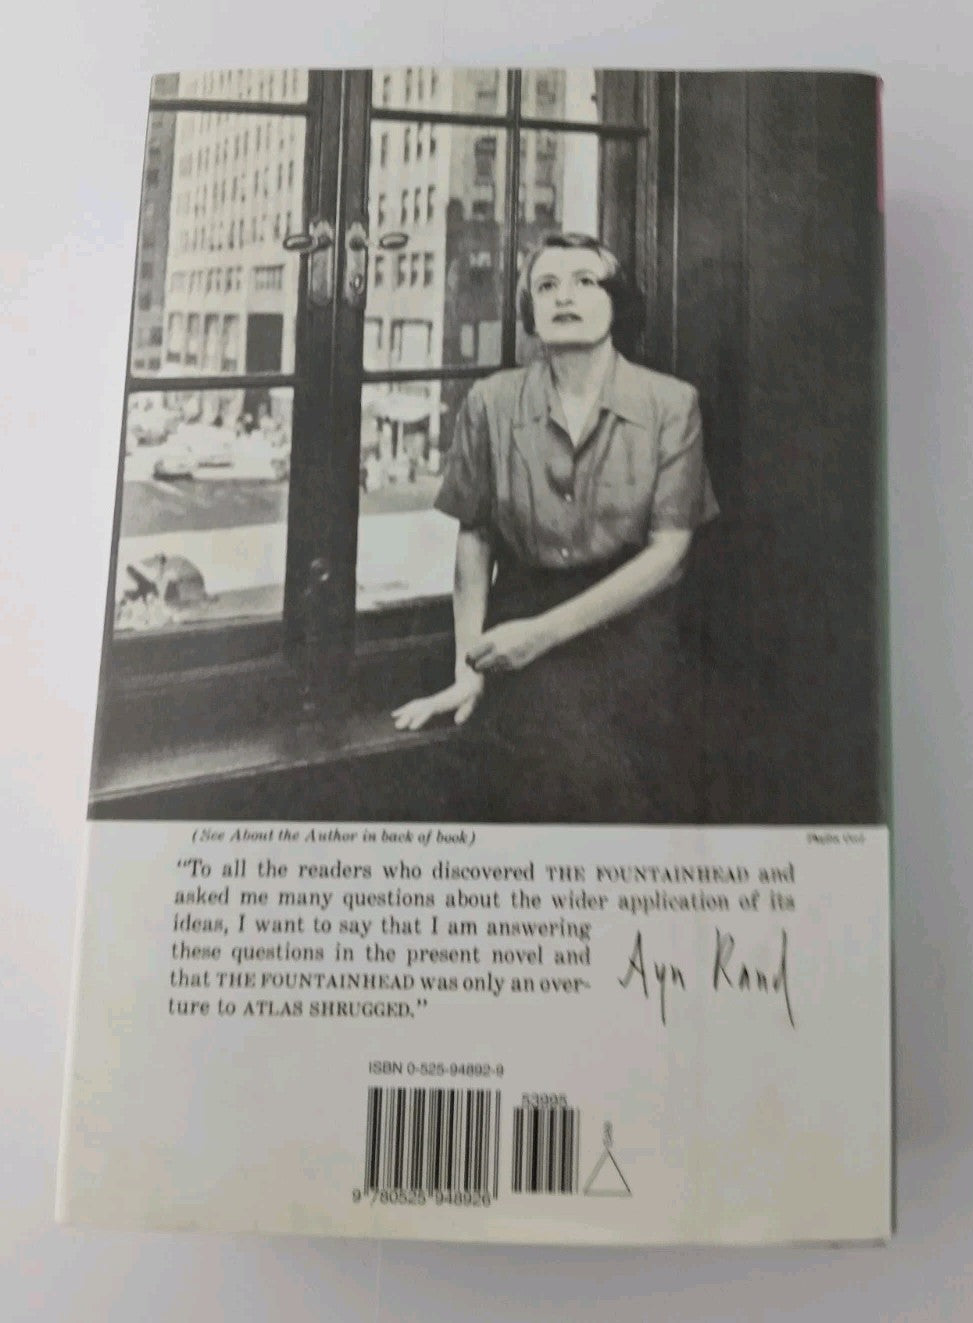 (See About the Author in back of book)
"To all the readers who discovered THE FOUNTAINHEAD and
asked me many questions about the wider application of its
ideas, I want to say that I am answering
these questions in the present novel and
that THE FOUNTAINHEAD was only an over-
ture to ATLAS SHRUGGED."
Ayn Rand
ISBN 0-525-94892-9
53995
9 780525 948926